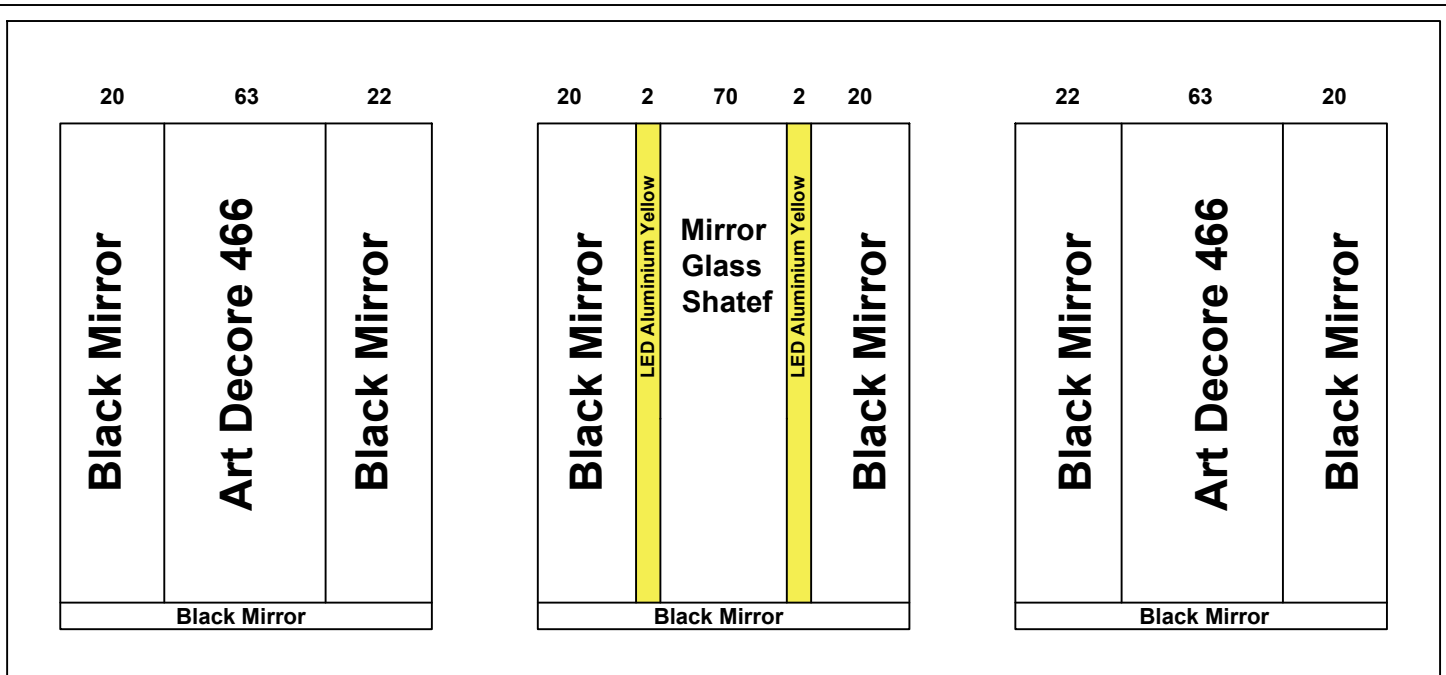 20 63 22
Black Mirror
Art Decore 466
Black Mirror
Black Mirror
20 2 70 2 20
Black Mirror
LED Aluminium Yellow
Mirror
Glass
Shatef
LED Aluminium Yellow
Black Mirror
Black Mirror
22 63 20
Black Mirror
Art Decore 466
Black Mirror
Black Mirror